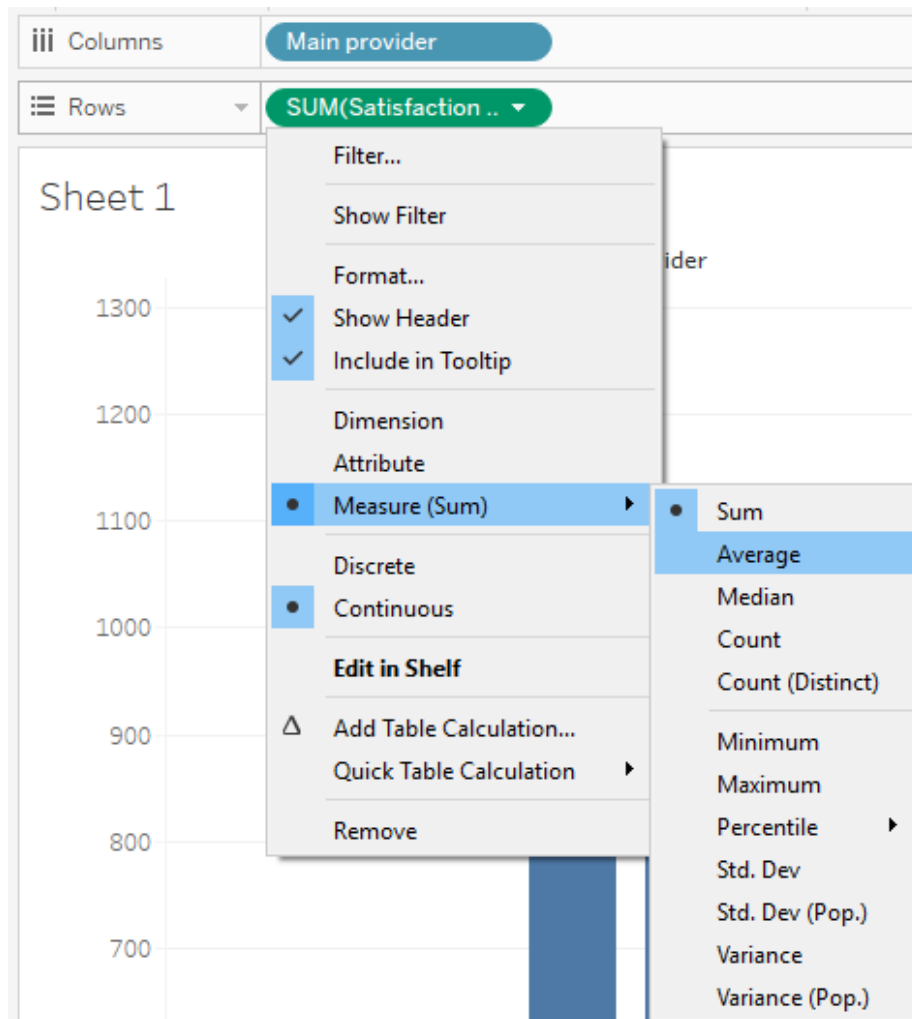 Columns
Main provider
Rows
SUM(Satisfaction ..
Sheet 1
ider
1300
1200
1100
1000
900
800
700
Filter...
Show Filter
Format...
Show Header
Include in Tooltip
Dimension
Attribute
Measure (Sum)
Discrete
Continuous
Edit in Shelf
Add Table Calculation...
Quick Table Calculation
Remove
Sum
Average
Median
Count
Count (Distinct)
Minimum
Maximum
Percentile
Std. Dev
Std. Dev (Pop.)
Variance
Variance (Pop.)